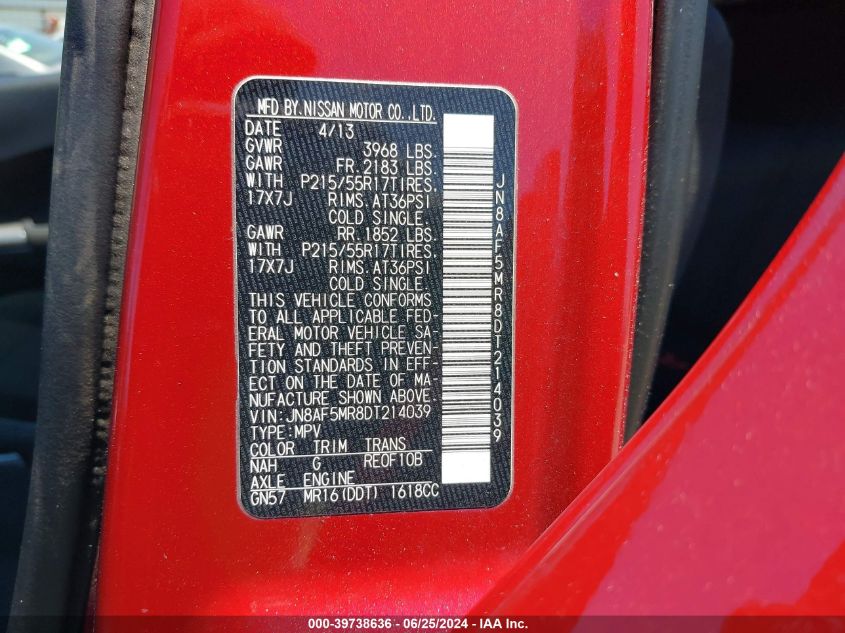 MFD BY.NISSAN MOTOR CO.,LTD.
DATE 4/13
GVWR 3968 LBS.
GAWR FR.2183 LBS.
WITH P215/55R17TIRES.
17X7J RIMS.AT36PSI
COLD SINGLE.
GAWR RR.1852 LBS.
WITH P215/55R17TIRES.
17X7J RIMS.AT36PSI
COLD SINGLE.
THIS VEHICLE CONFORMS
TO ALL APPLICABLE FED-
ERAL MOTOR VEHICLE SA-
FETY AND THEFT PREVEN-
TION STANDARDS IN EFF-
ECT ON THE DATE OF MA-
NUFACTURE SHOWN ABOVE.
VIN:JN8AF5MR8DT214039
TYPE:MPV
COLOR TRIM TRANS
NAH G RE0F10B
AXLE ENGINE
GN57 MR16(DDT) 1618CC
JN8AF5MR8DT214039
000-39738636 - 06/25/2024 - IAA Inc.